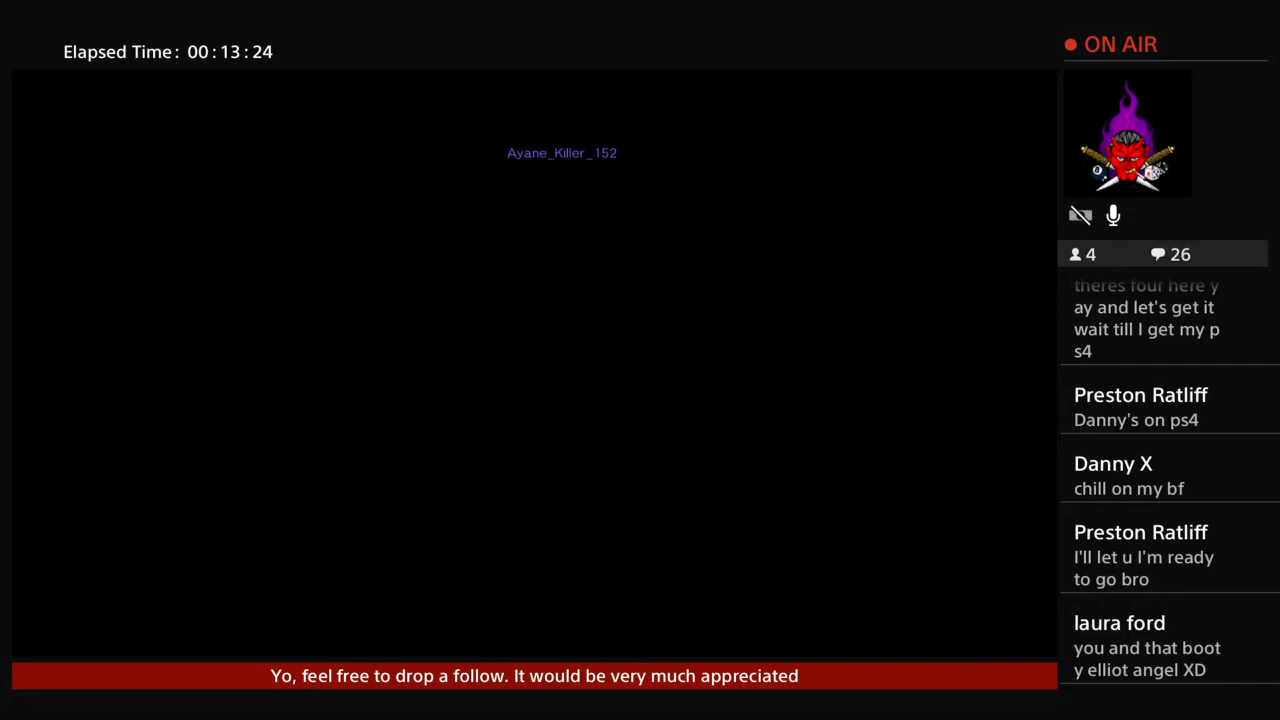 Elapsed Time: 00:13:24
ON AIR
Ayane_Killer_152
4 26
theres four here y
ay and let's get it
wait till I get my p
s4
Preston Ratliff
Danny's on ps4
Danny X
chill on my bf
Preston Ratliff
I'll let u I'm ready
to go bro
laura ford
you and that boot
y elliot angel XD
Yo, feel free to drop a follow. It would be very much appreciated